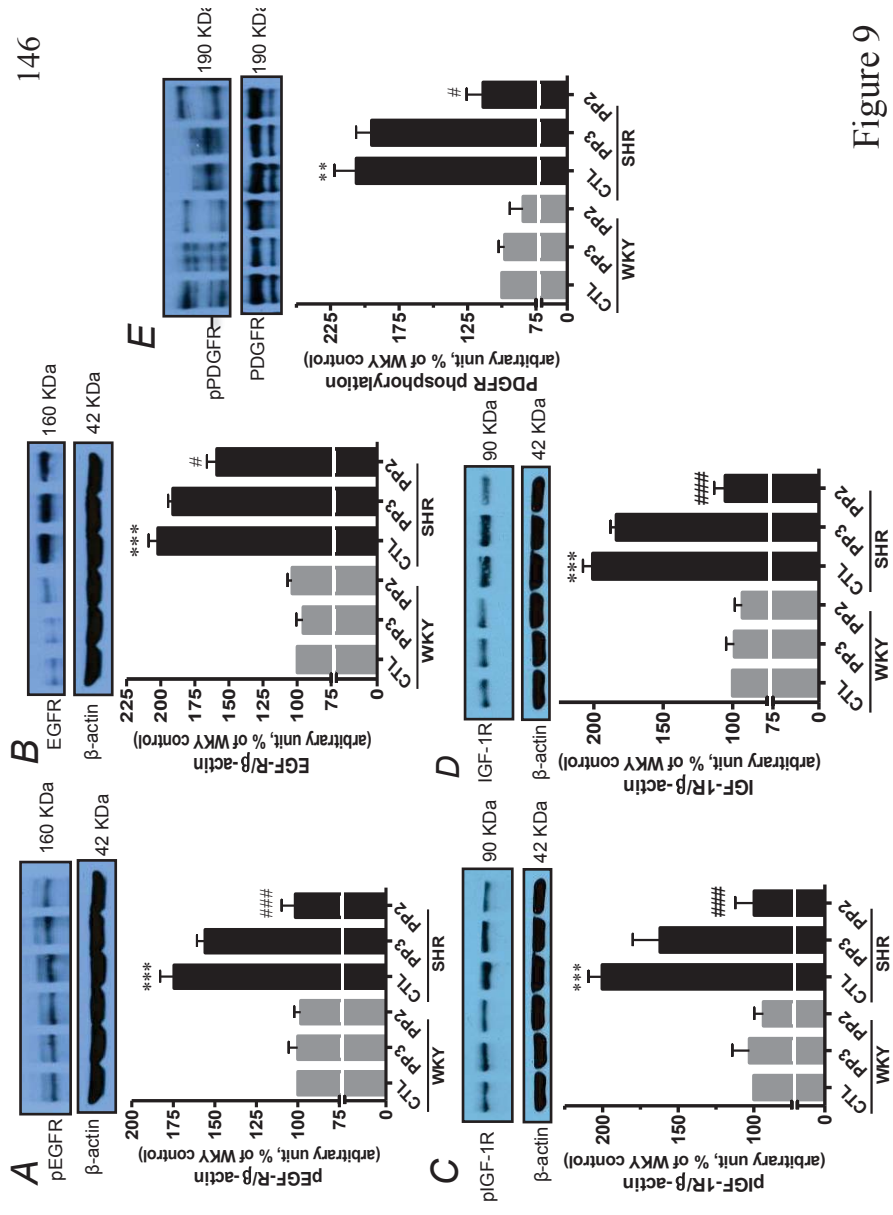 146
A
pEGFR
160 KDa
β-actin
42 KDa
pEGF-R/β-actin
(arbitrary unit, % of WKY control)
175
150
125
100
75
0
***
###
CTL PP3 PP2 CTL PP3 PP2
WKY SHR
B
EGFR
160 KDa
β-actin
42 KDa
EGF-R/β-actin
(arbitrary unit, % of WKY control)
225
200
175
150
125
100
75
0
***
#
CTL PP3 PP2 CTL PP3 PP2
WKY SHR
C
pIGF-1R
90 KDa
β-actin
42 KDa
pIGF-1R/β-actin
(arbitrary unit, % of WKY control)
200
150
100
0
***
###
CTL PP3 PP2 CTL PP3 PP2
WKY SHR
D
IGF-1R
90 KDa
β-actin
42 KDa
IGF-1R/β-actin
(arbitrary unit, % of WKY control)
200
150
100
75
0
***
###
CTL PP3 PP2 CTL PP3 PP2
WKY SHR
E
pPDGFR
190 KDa
PDGFR
190 KDa
PDGFR phosphorylation
(arbitrary unit, % of WKY control)
225
175
125
75
0
**
#
CTL PP3 PP2 CTL PP3 PP2
WKY SHR
Figure 9